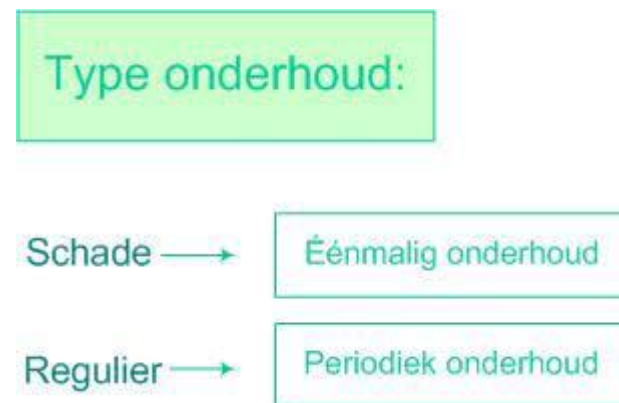 Type onderhoud:
Schade → Éénmalig onderhoud
Regulier → Periodiek onderhoud